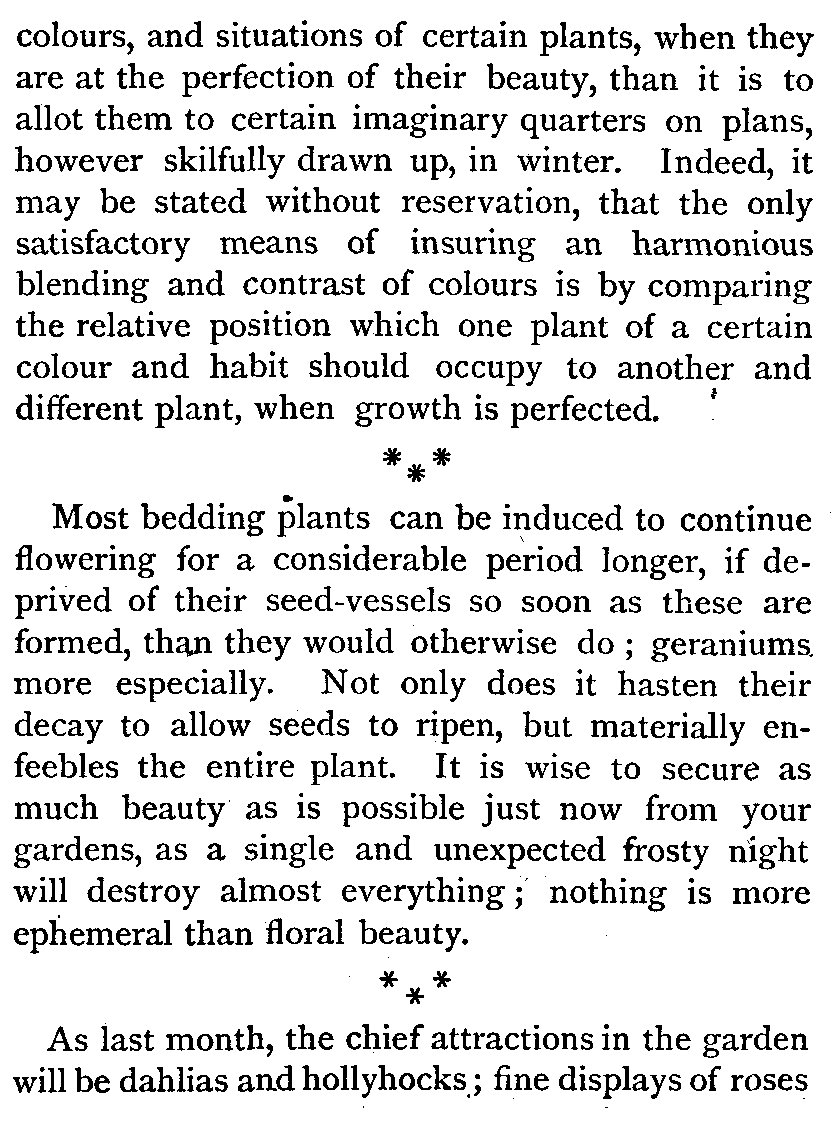 colours, and situations of certain plants, when they
are at the perfection of their beauty, than it is to
allot them to certain imaginary quarters on plans,
however skilfully drawn up, in winter. Indeed, it
may be stated without reservation, that the only
satisfactory means of insuring an harmonious
blending and contrast of colours is by comparing
the relative position which one plant of a certain
colour and habit should occupy to another and
different plant, when growth is perfected.
* * *
Most bedding plants can be induced to continue
flowering for a considerable period longer, if de-
prived of their seed-vessels so soon as these are
formed, than they would otherwise do ; geraniums
more especially. Not only does it hasten their
decay to allow seeds to ripen, but materially en-
feebles the entire plant. It is wise to secure as
much beauty as is possible just now from your
gardens, as a single and unexpected frosty night
will destroy almost everything ; nothing is more
ephemeral than floral beauty.
* * *
As last month, the chief attractions in the garden
will be dahlias and hollyhocks ; fine displays of roses